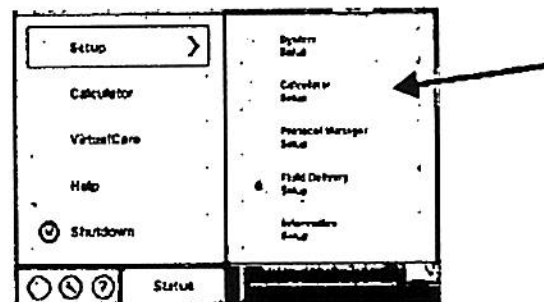 Setup
Calculator
VirtualCare
Help
Shutdown
System
Setup
Calculator
Setup
Protocol Manager
Setup
Fluid Delivery
Setup
Information
Setup
?
Status